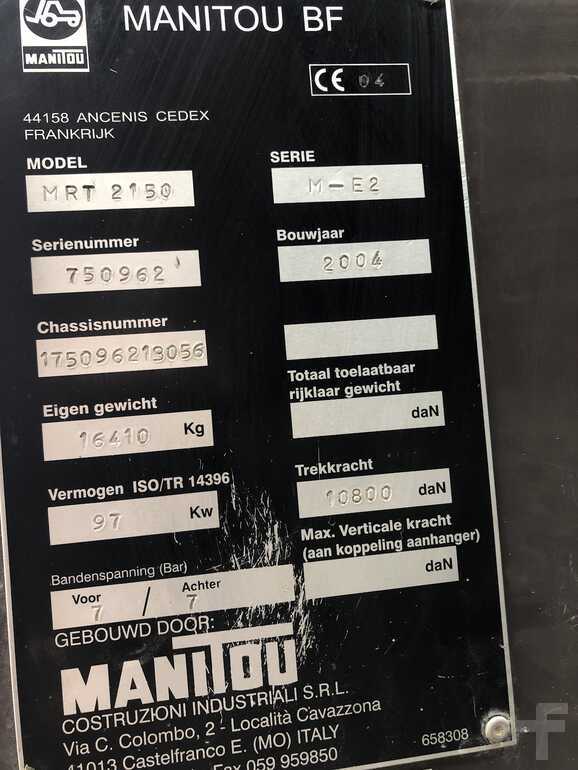 MANITOU BF
MANITOU
CE 04
44158 ANCENIS CEDEX
FRANKRIJK
MODEL
MRT 2150
SERIE
M-E2
Serienummer
750962
Bouwjaar
2004
Chassisnummer
1750962B056
Totaal toelaatbaar
rijklaar gewicht
daN
Eigen gewicht
16410 Kg
Trekkracht
10800 daN
Vermogen ISO/TR 14396
97 Kw
Max. Verticale kracht
(aan koppeling aanhanger)
daN
Bandenspanning (Bar)
Voor / Achter
7 7
GEBOUWD DOOR:
MANITOU
COSTRUZIONI INDUSTRIALI S.R.L.
Via C. Colombo, 2 - Località Cavazzona
41013 Castelfranco E. (MO) ITALY
Fax 059 959850
658308